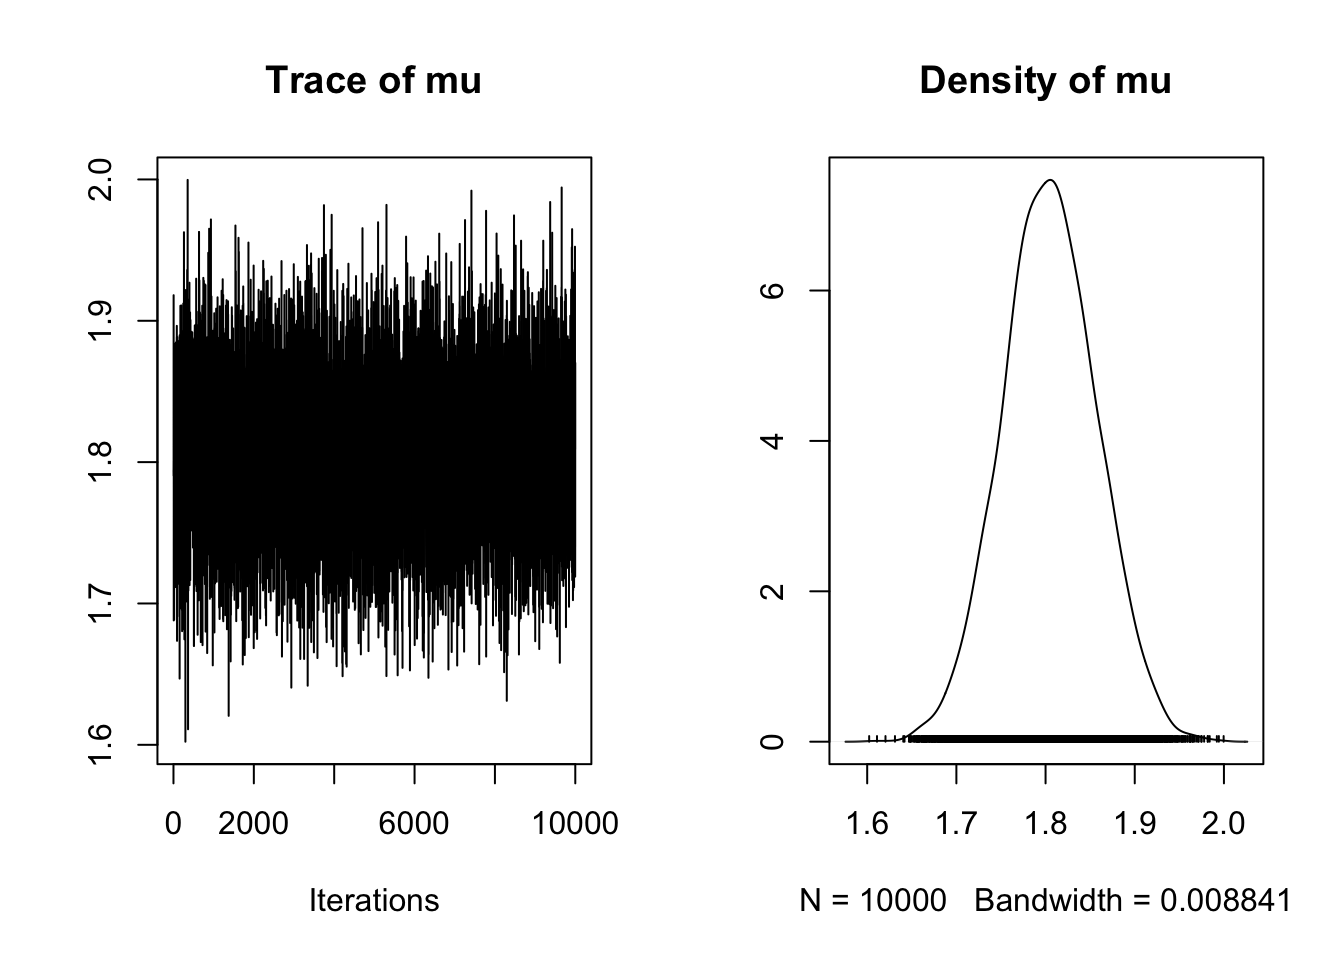 Trace of mu
2.0
1.9
1.8
1.7
1.6
0 2000 6000 10000
Iterations
Density of mu
6
4
2
0
1.6 1.7 1.8 1.9 2.0
N = 10000 Bandwidth = 0.008841